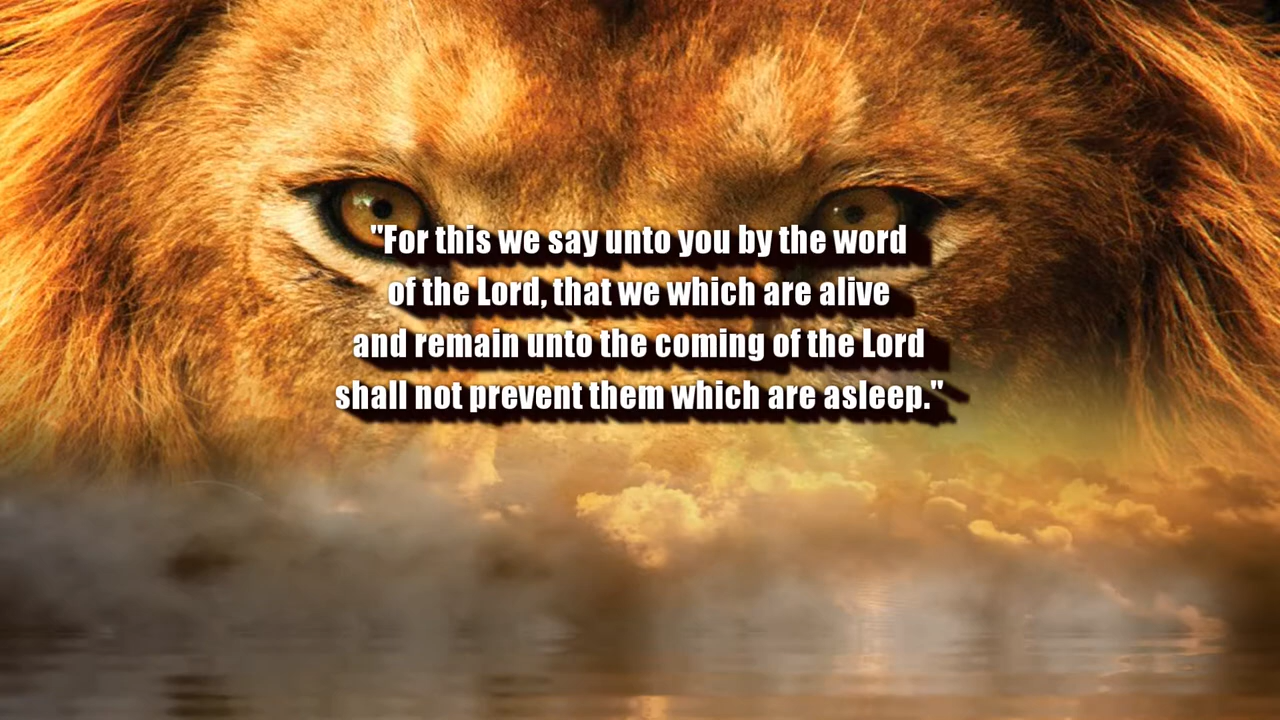 "For this we say unto you by the word
of the Lord, that we which are alive
and remain unto the coming of the Lord
shall not prevent them which are asleep."